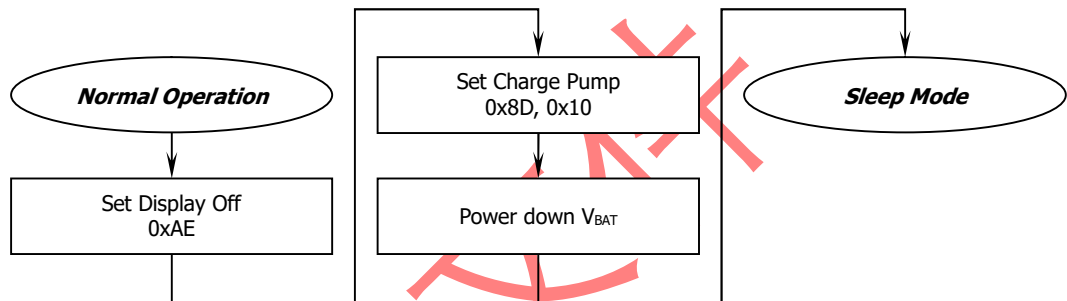 Normal Operation
Set Display Off
0xAE
Set Charge Pump
0x8D, 0x10
Power down VBAT
Sleep Mode